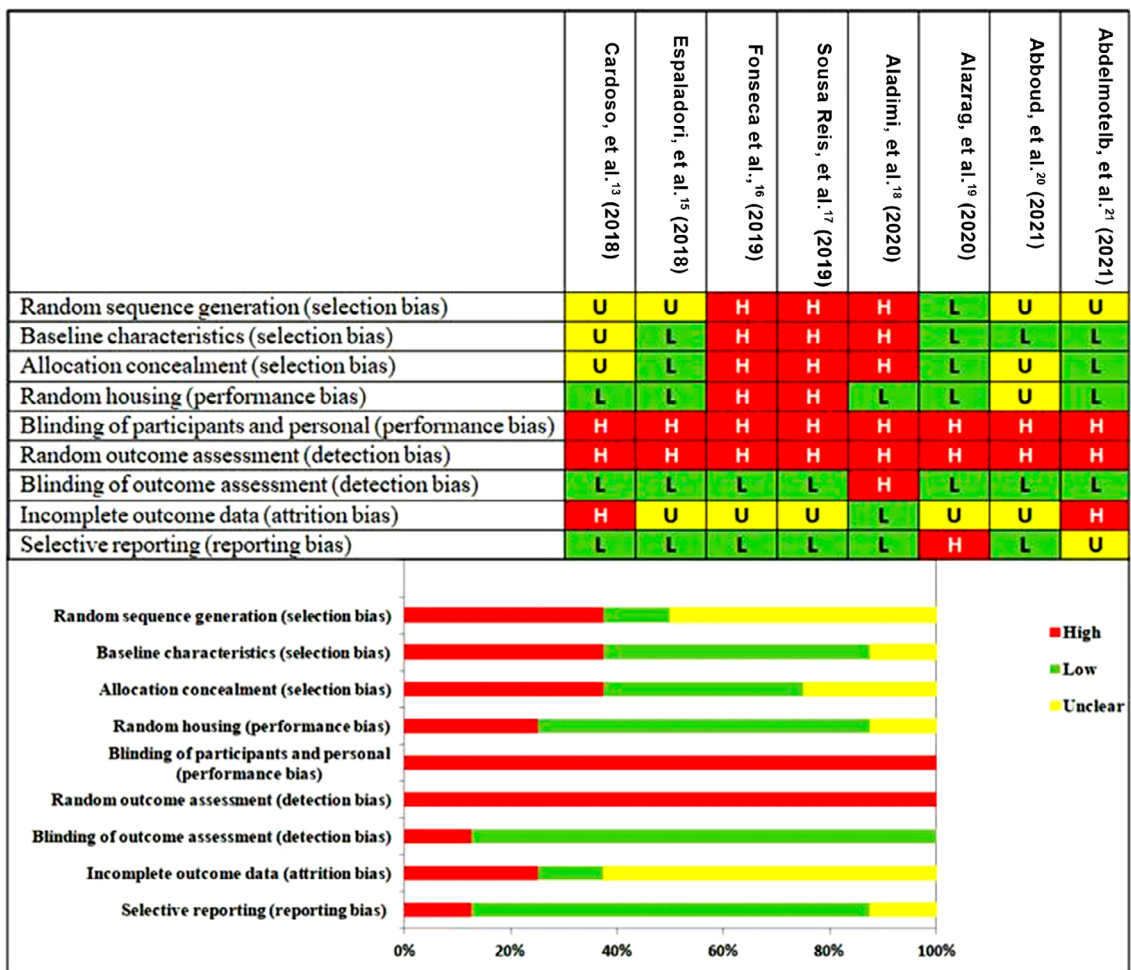 Cardoso, et al.¹³ (2018)
Espaladori, et al.¹⁵ (2018)
Fonseca et al.,¹⁶ (2019)
Sousa Reis, et al.¹⁷ (2019)
Aladimi, et al.¹⁸ (2020)
Alazrag, et al.¹⁹ (2020)
Abboud, et al.²⁰ (2021)
Abdelmotelb, et al.²¹ (2021)
Random sequence generation (selection bias) U U H H H L U U
Baseline characteristics (selection bias) U L H H H L L L
Allocation concealment (selection bias) U L H H H L U L
Random housing (performance bias) L L H H L L U L
Blinding of participants and personal (performance bias) H H H H H H H H
Random outcome assessment (detection bias) H H H H H H H H
Blinding of outcome assessment (detection bias) L L L L H L L L
Incomplete outcome data (attrition bias) H U U U L U U H
Selective reporting (reporting bias) L L L L L H L U
Random sequence generation (selection bias)
Baseline characteristics (selection bias)
Allocation concealment (selection bias)
Random housing (performance bias)
Blinding of participants and personal
(performance bias)
Random outcome assessment (detection bias)
Blinding of outcome assessment (detection bias)
Incomplete outcome data (attrition bias)
Selective reporting (reporting bias)
0% 20% 40% 60% 80% 100%
High
Low
Unclear